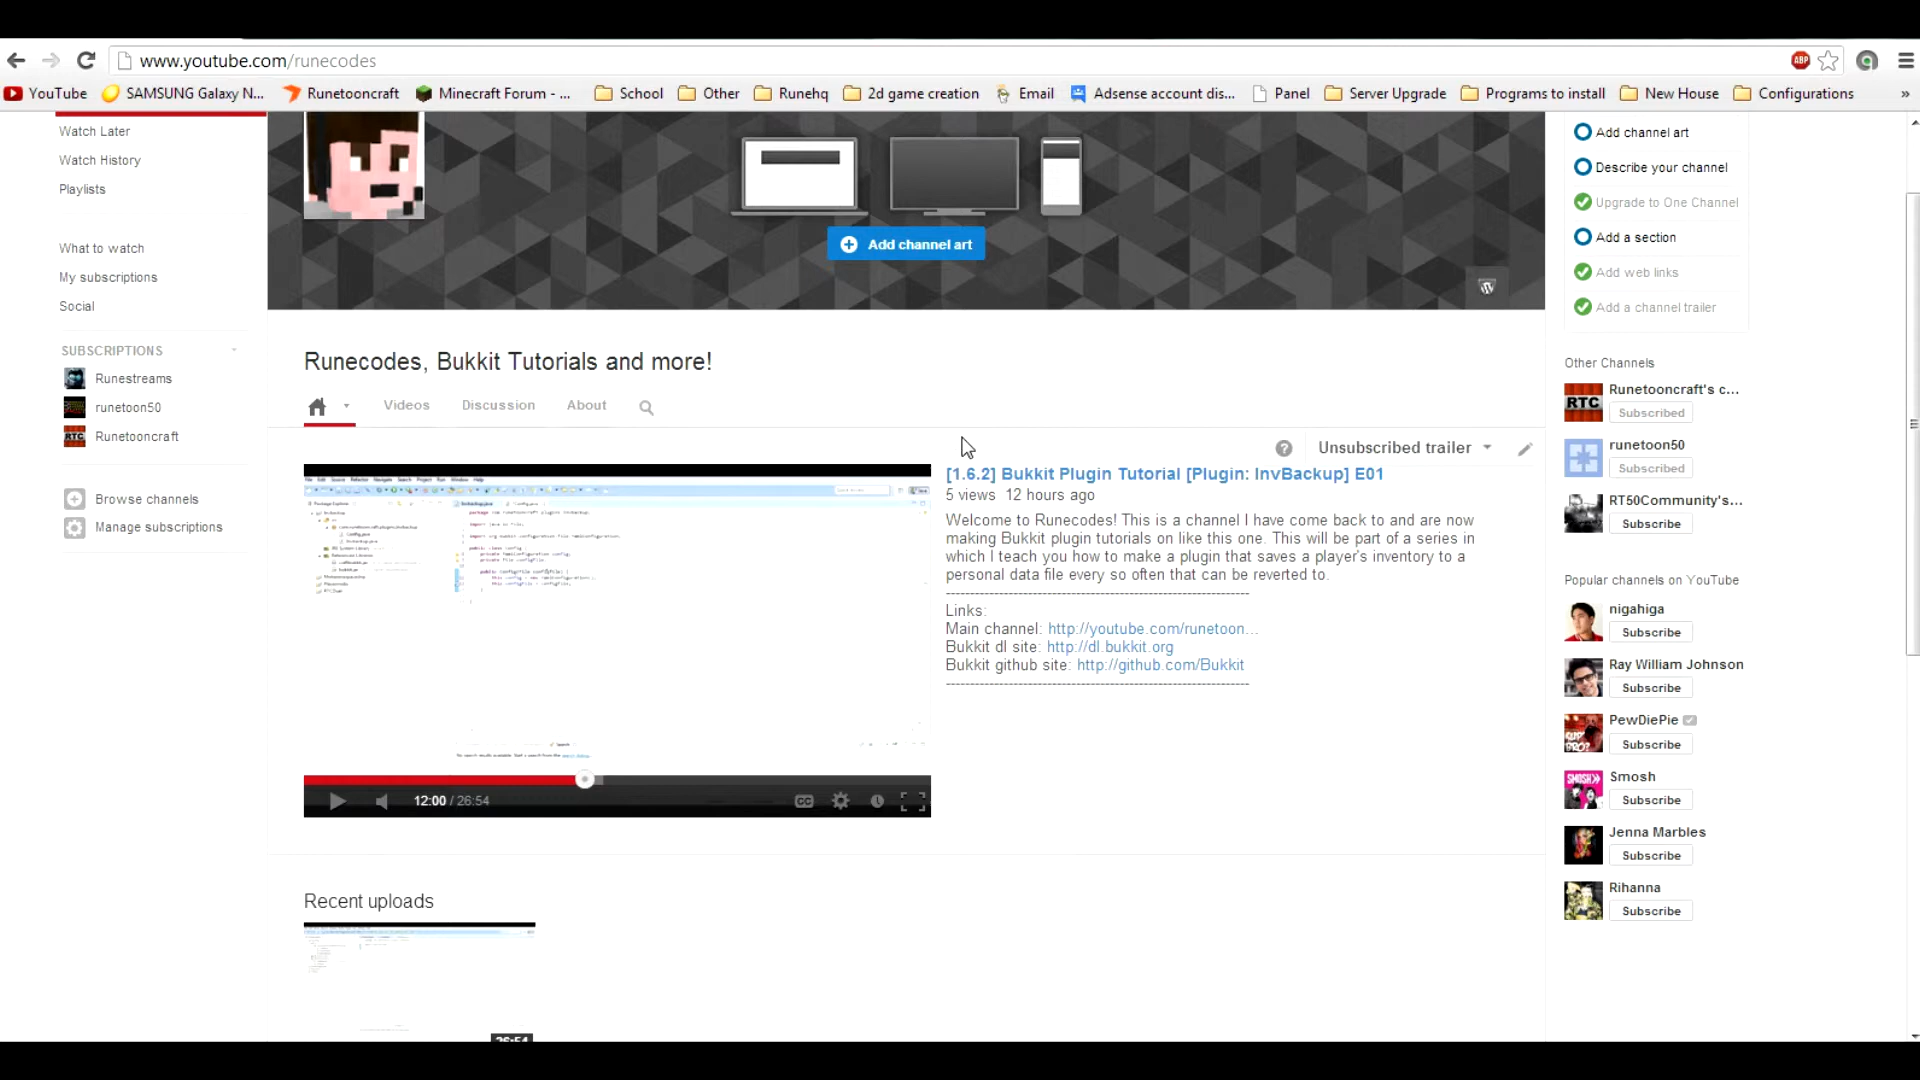 www.youtube.com/runecodes
ABP
YouTube
SAMSUNG Galaxy N...
Runetooncraft
Minecraft Forum - ...
School
Other
Runehq
2d game creation
Email
Adsense account dis...
Panel
Server Upgrade
Programs to install
New House
Configurations
»
Watch Later
Watch History
Playlists
What to watch
My subscriptions
Social
SUBSCRIPTIONS
Runestreams
runetoon50
RTC
Runetooncraft
Browse channels
Manage subscriptions
Add channel art
Runecodes, Bukkit Tutorials and more!
Videos
Discussion
About
Unsubscribed trailer
[1.6.2] Bukkit Plugin Tutorial [Plugin: InvBackup] E01
5 views 12 hours ago
Welcome to Runecodes! This is a channel I have come back to and are now
making Bukkit plugin tutorials on like this one. This will be part of a series in
which I teach you how to make a plugin that saves a player's inventory to a
personal data file every so often that can be reverted to.
Links:
Main channel: http://youtube.com/runetoon...
Bukkit dl site: http://dl.bukkit.org
Bukkit github site: http://github.com/Bukkit
12:00 / 26:54
CC
Recent uploads
26:54
Add channel art
Describe your channel
Upgrade to One Channel
Add a section
Add web links
Add a channel trailer
Other Channels
RTC
Runetooncraft's c...
Subscribed
runetoon50
Subscribed
RT50Community's...
Subscribe
Popular channels on YouTube
nigahiga
Subscribe
Ray William Johnson
Subscribe
PewDiePie
Subscribe
SMOSH
Smosh
Subscribe
Jenna Marbles
Subscribe
Rihanna
Subscribe